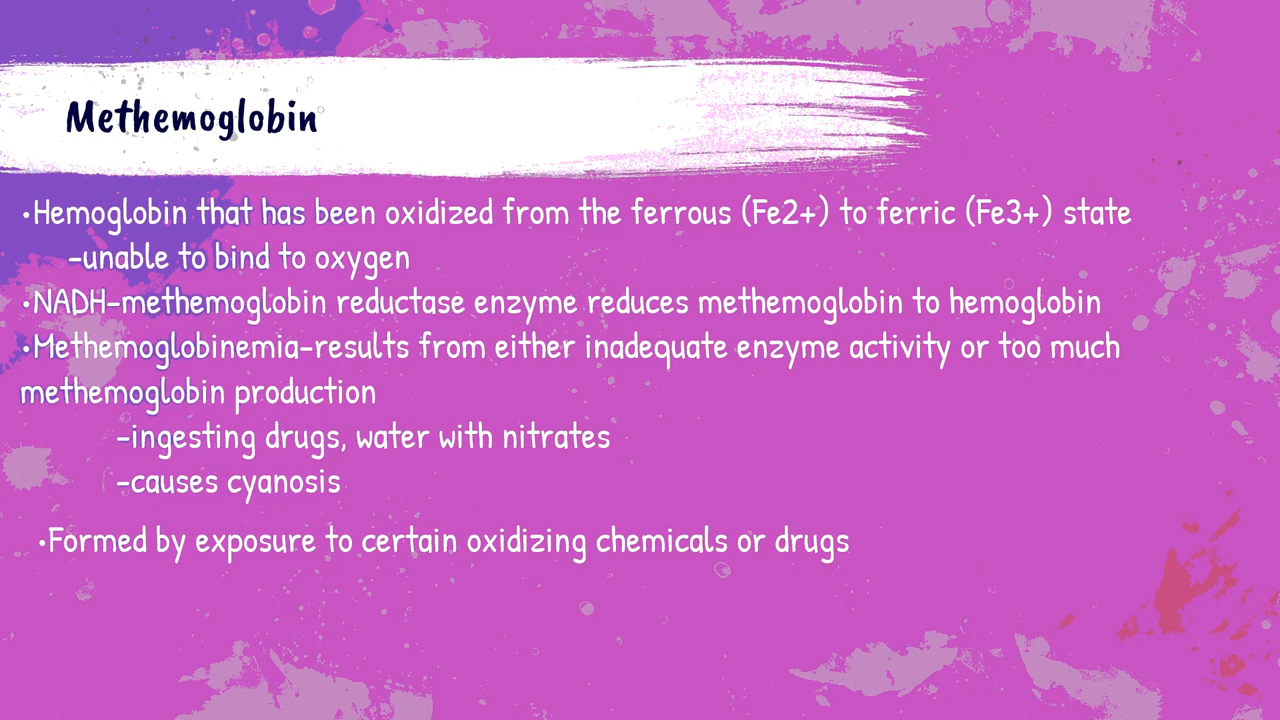 Methemoglobin
•Hemoglobin that has been oxidized from the ferrous (Fe2+) to ferric (Fe3+) state
-unable to bind to oxygen
•NADH-methemoglobin reductase enzyme reduces methemoglobin to hemoglobin
•Methemoglobinemia-results from either inadequate enzyme activity or too much
methemoglobin production
-ingesting drugs, water with nitrates
-causes cyanosis
•Formed by exposure to certain oxidizing chemicals or drugs